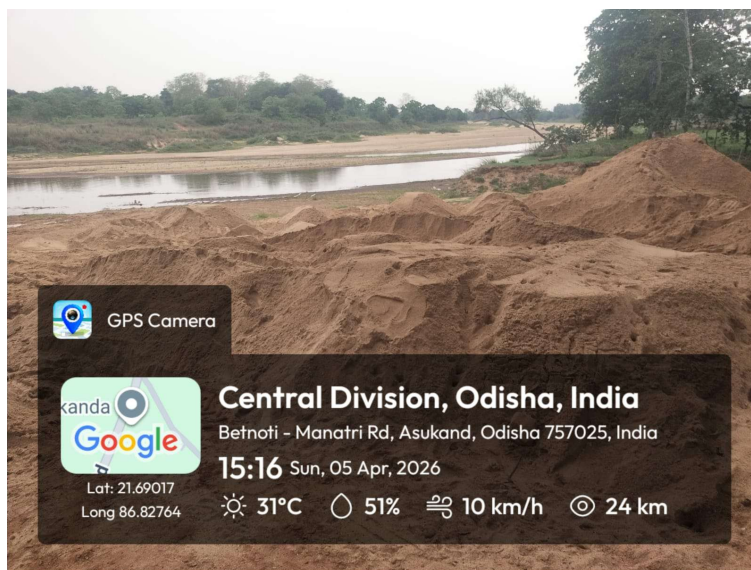 GPS Camera
kanda
Google
d
Lat: 21.69017
Long 86.82764
Central Division, Odisha, India
Betnoti - Manatri Rd, Asukand, Odisha 757025, India
15:16 Sun, 05 Apr, 2026
31°C 51% 10 km/h 24 km